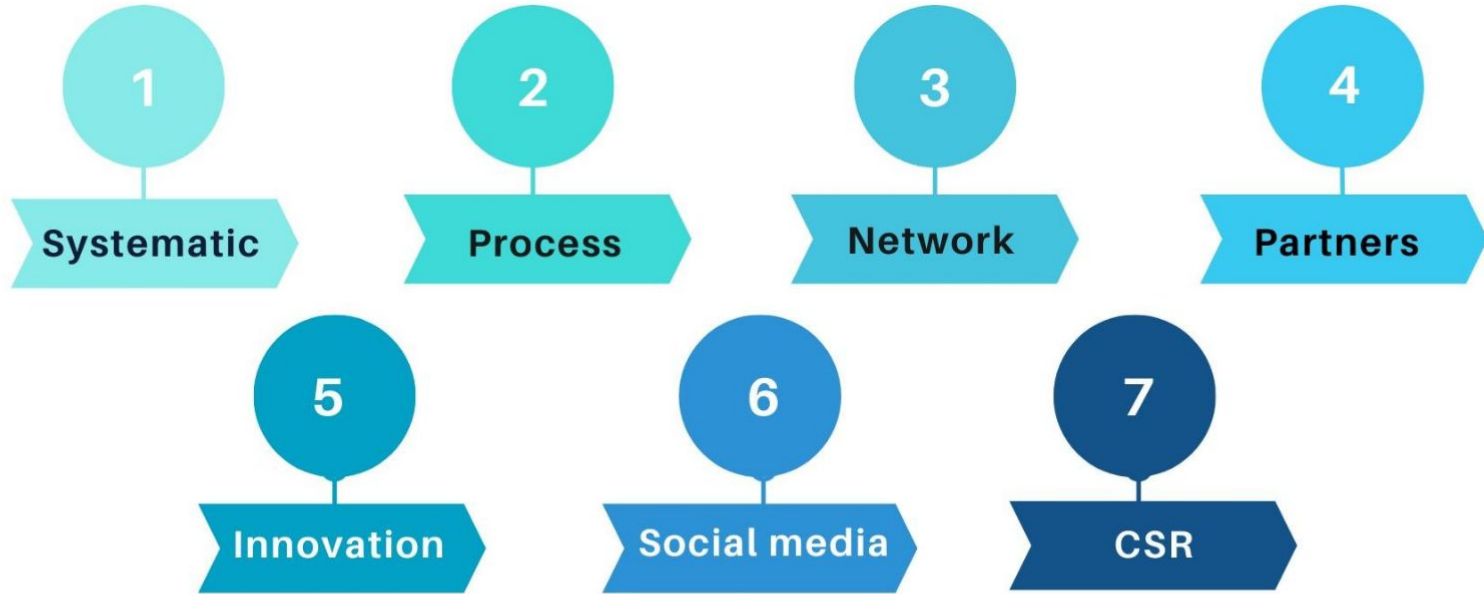 1
2
3
4
Systematic
Process
Network
Partners
5
6
7
Innovation
Social media
CSR